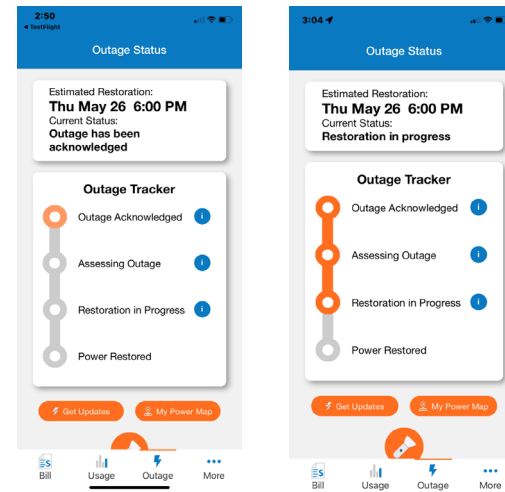 2:50
◀ TestFlight
Outage Status
Estimated Restoration:
Thu May 26 6:00 PM
Current Status:
Outage has been
acknowledged
Outage Tracker
Outage Acknowledged i
Assessing Outage i
Restoration in Progress i
Power Restored
Get Updates
My Power Map
Bill
Usage
Outage
More
3:04
Outage Status
Estimated Restoration:
Thu May 26 6:00 PM
Current Status:
Restoration in progress
Outage Tracker
Outage Acknowledged i
Assessing Outage i
Restoration in Progress i
Power Restored
Get Updates
My Power Map
Bill
Usage
Outage
More